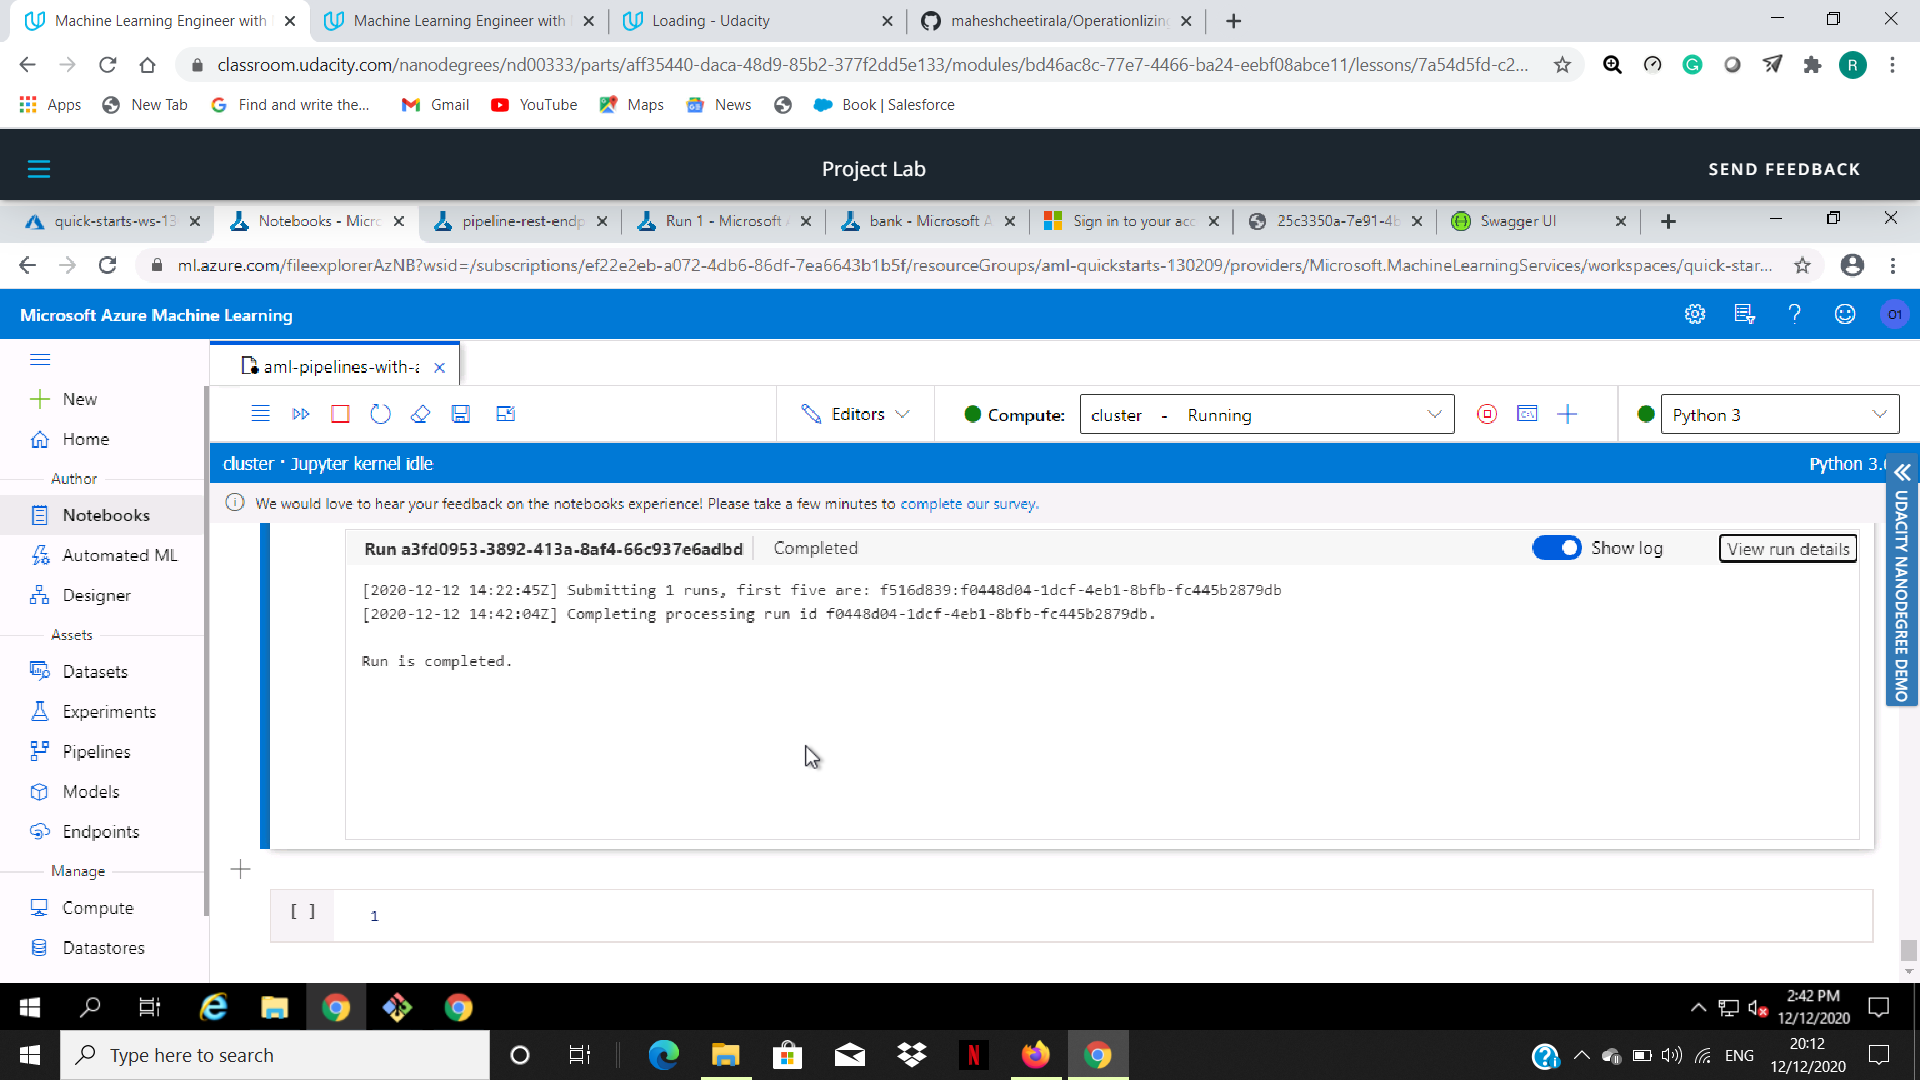 Machine Learning Engineer with
Machine Learning Engineer with
Loading - Udacity
maheshcheetirala/Operationlizing
classroom.udacity.com/nanodegrees/nd00333/parts/aff35440-daca-48d9-85b2-377f2dd5e133/modules/bd46ac8c-77e7-4466-ba24-eebf08abce11/lessons/7a54d5fd-c2...
R
Apps
New Tab
Find and write the...
Gmail
YouTube
Maps
News
Book | Salesforce
Project Lab
SEND FEEDBACK
quick-starts-ws-13
Notebooks - Micro
pipeline-rest-endp
Run 1 - Microsoft A
bank - Microsoft A
Sign in to your acc
25c3350a-7e91-4b
Swagger UI
ml.azure.com/fileexplorerAzNB?wsid=/subscriptions/ef22e2eb-a072-4db6-86df-7ea6643b1b5f/resourceGroups/aml-quickstarts-130209/providers/Microsoft.MachineLearningServices/workspaces/quick-star...
Microsoft Azure Machine Learning
01
New
Home
Author
Notebooks
Automated ML
Designer
Assets
Datasets
Experiments
Pipelines
Models
Endpoints
Manage
Compute
Datastores
aml-pipelines-with-a
Editors
Compute:
cluster - Running
Python 3
cluster · Jupyter kernel idle
Python 3.6
We would love to hear your feedback on the notebooks experience! Please take a few minutes to complete our survey.
UDACITY NANODEGREE DEMO
Run a3fd0953-3892-413a-8af4-66c937e6adbd
Completed
Show log
View run details
[2020-12-12 14:22:45Z] Submitting 1 runs, first five are: f516d839:f0448d04-1dcf-4eb1-8bfb-fc445b2879db
[2020-12-12 14:42:04Z] Completing processing run id f0448d04-1dcf-4eb1-8bfb-fc445b2879db.
Run is completed.
[ ]
1
2:42 PM
12/12/2020
Type here to search
ENG
20:12
12/12/2020